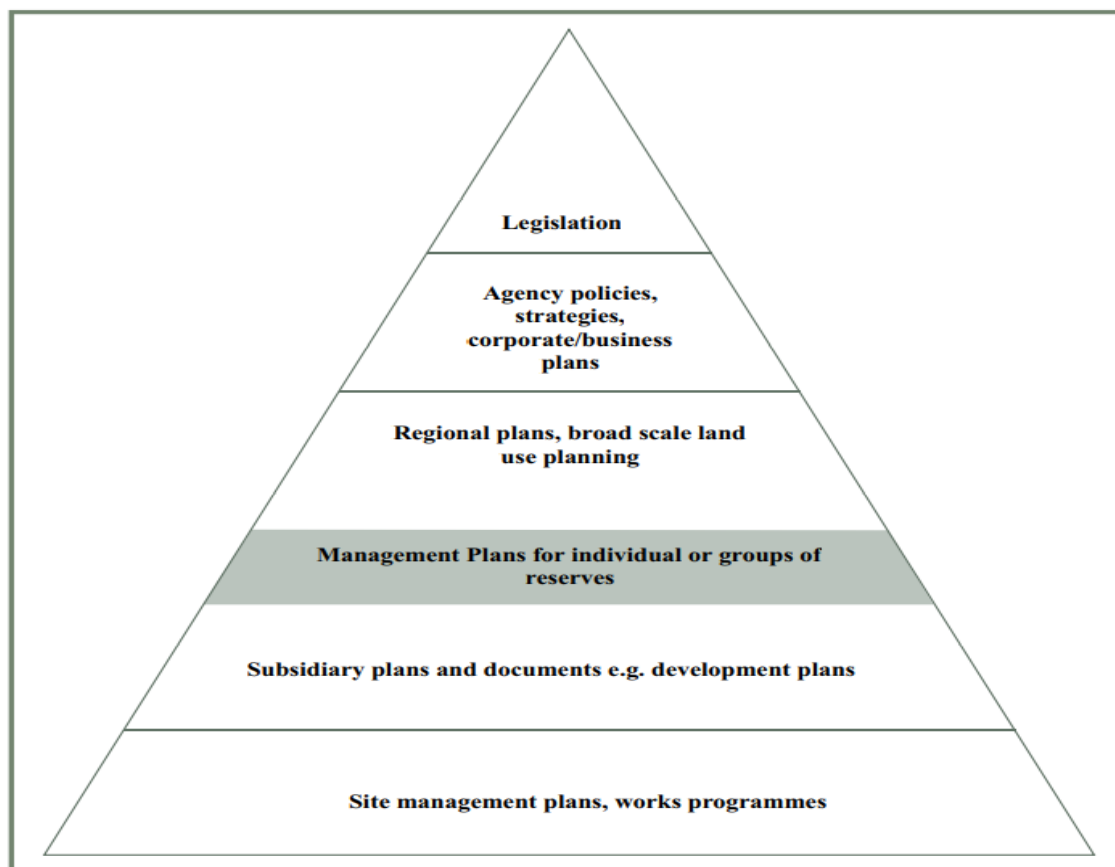 Legislation
Agency policies,
strategies,
corporate/business
plans
Regional plans, broad scale land
use planning
Management Plans for individual or groups of
reserves
Subsidiary plans and documents e.g. development plans
Site management plans, works programmes